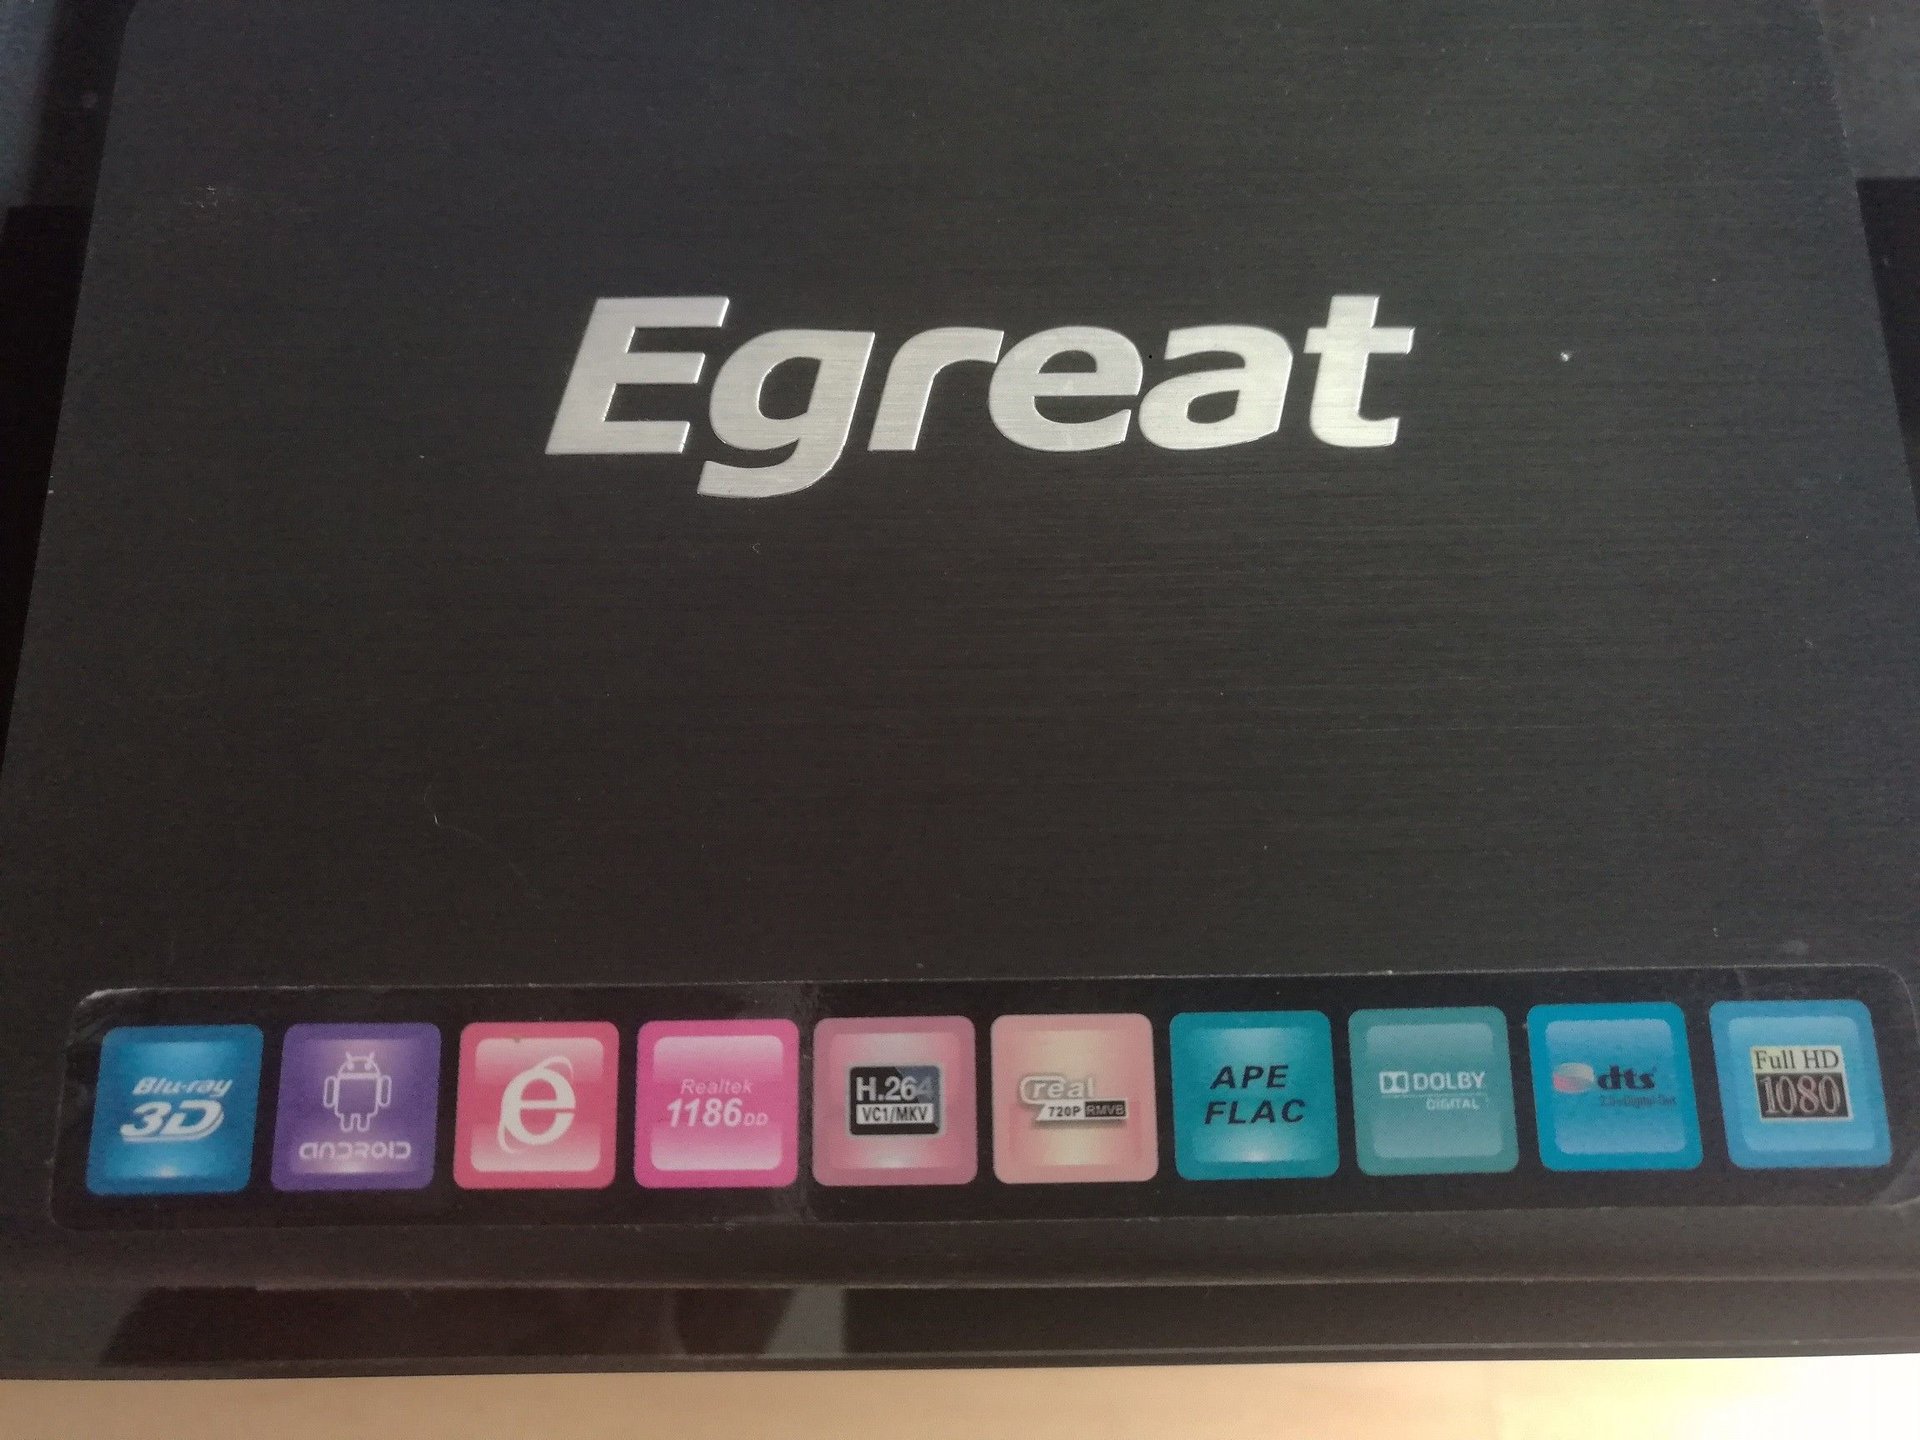 Egreat
Blu-ray
3D
ANDROID
e
Realtek
1186DD
H.264
VC1/MKV
real
720P RMVB
APE
FLAC
DOLBY
DIGITAL
dts
Full HD
1080